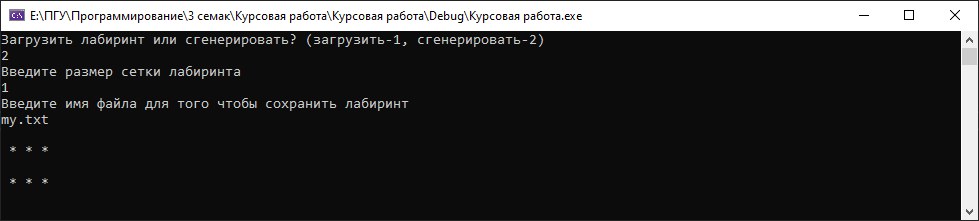 E:\ПГУ\Программирование\3 семак\Курсовая работа\Курсовая работа\Debug\Курсовая работа.exe
Загрузить лабиринт или сгенерировать? (загрузить-1, сгенерировать-2)
2
Введите размер сетки лабиринта
1
Введите имя файла для того чтобы сохранить лабиринт
my.txt
* * *
* * *